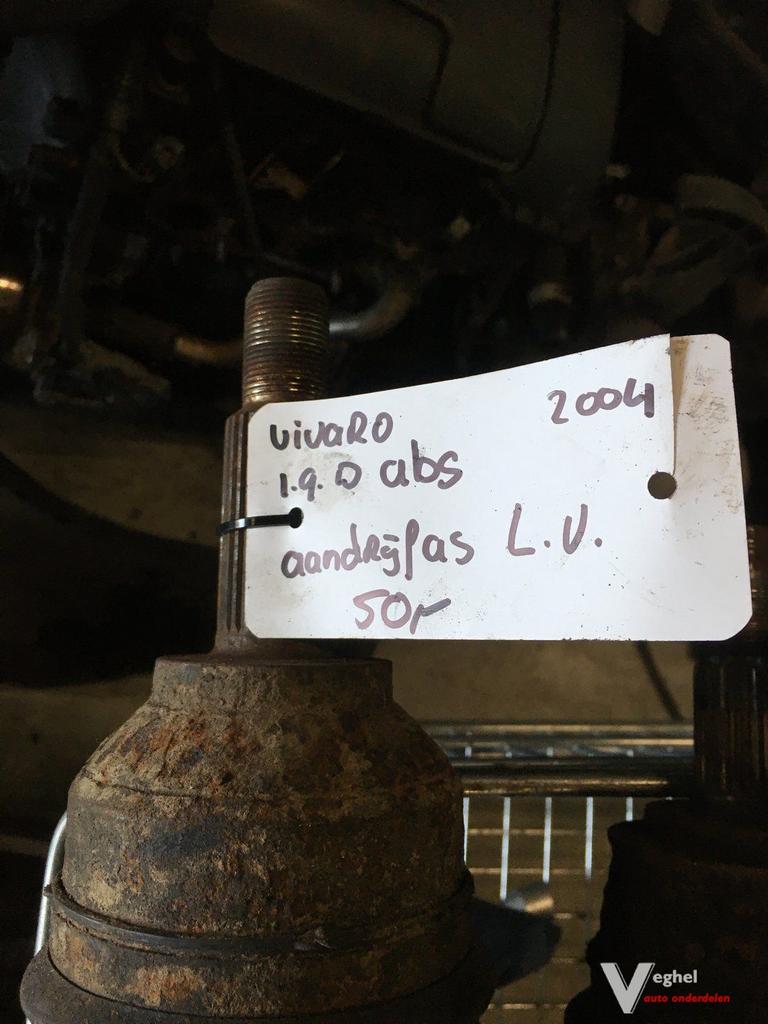 2004
vivaRO
1.9. D abs
aandrijfas L.V.
50,-
Veghel
auto onderdelen